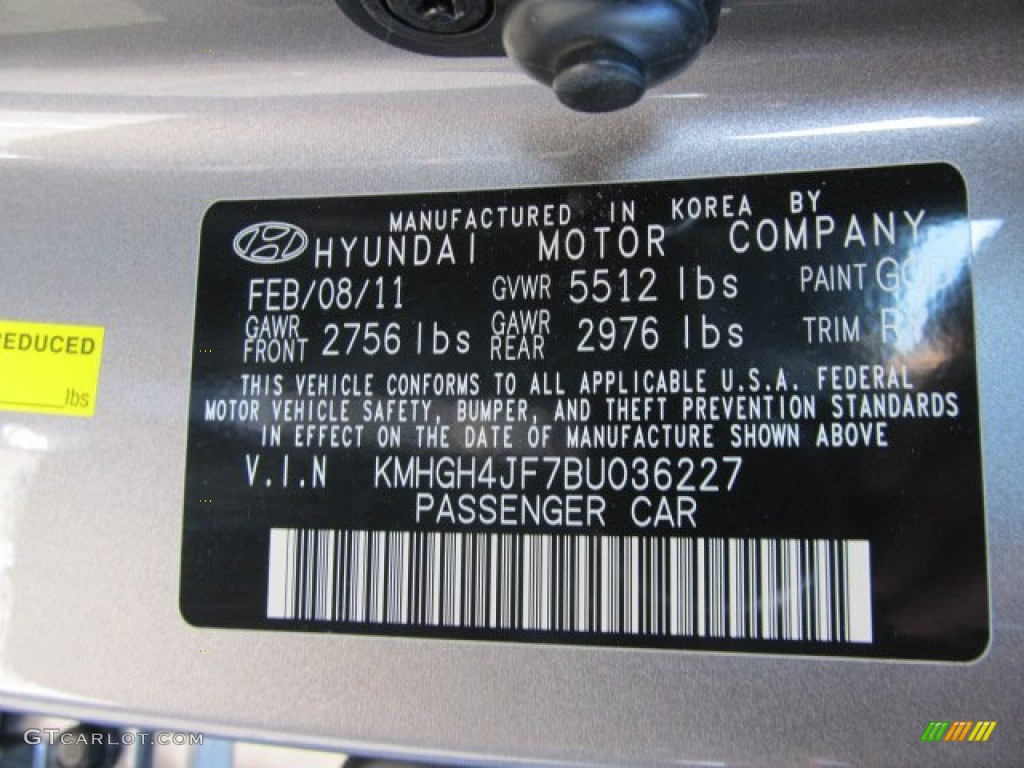 MANUFACTURED IN KOREA BY
HYUNDAI MOTOR COMPANY
FEB/08/11 GVWR 5512 lbs PAINT
GAWR FRONT 2756 lbs GAWR REAR 2976 lbs TRIM
THIS VEHICLE CONFORMS TO ALL APPLICABLE U.S.A. FEDERAL
MOTOR VEHICLE SAFETY, BUMPER, AND THEFT PREVENTION STANDARDS
IN EFFECT ON THE DATE OF MANUFACTURE SHOWN ABOVE
V.I.N KMHGH4JF7BU036227
PASSENGER CAR
REDUCED
lbs
GTCARLOT.COM